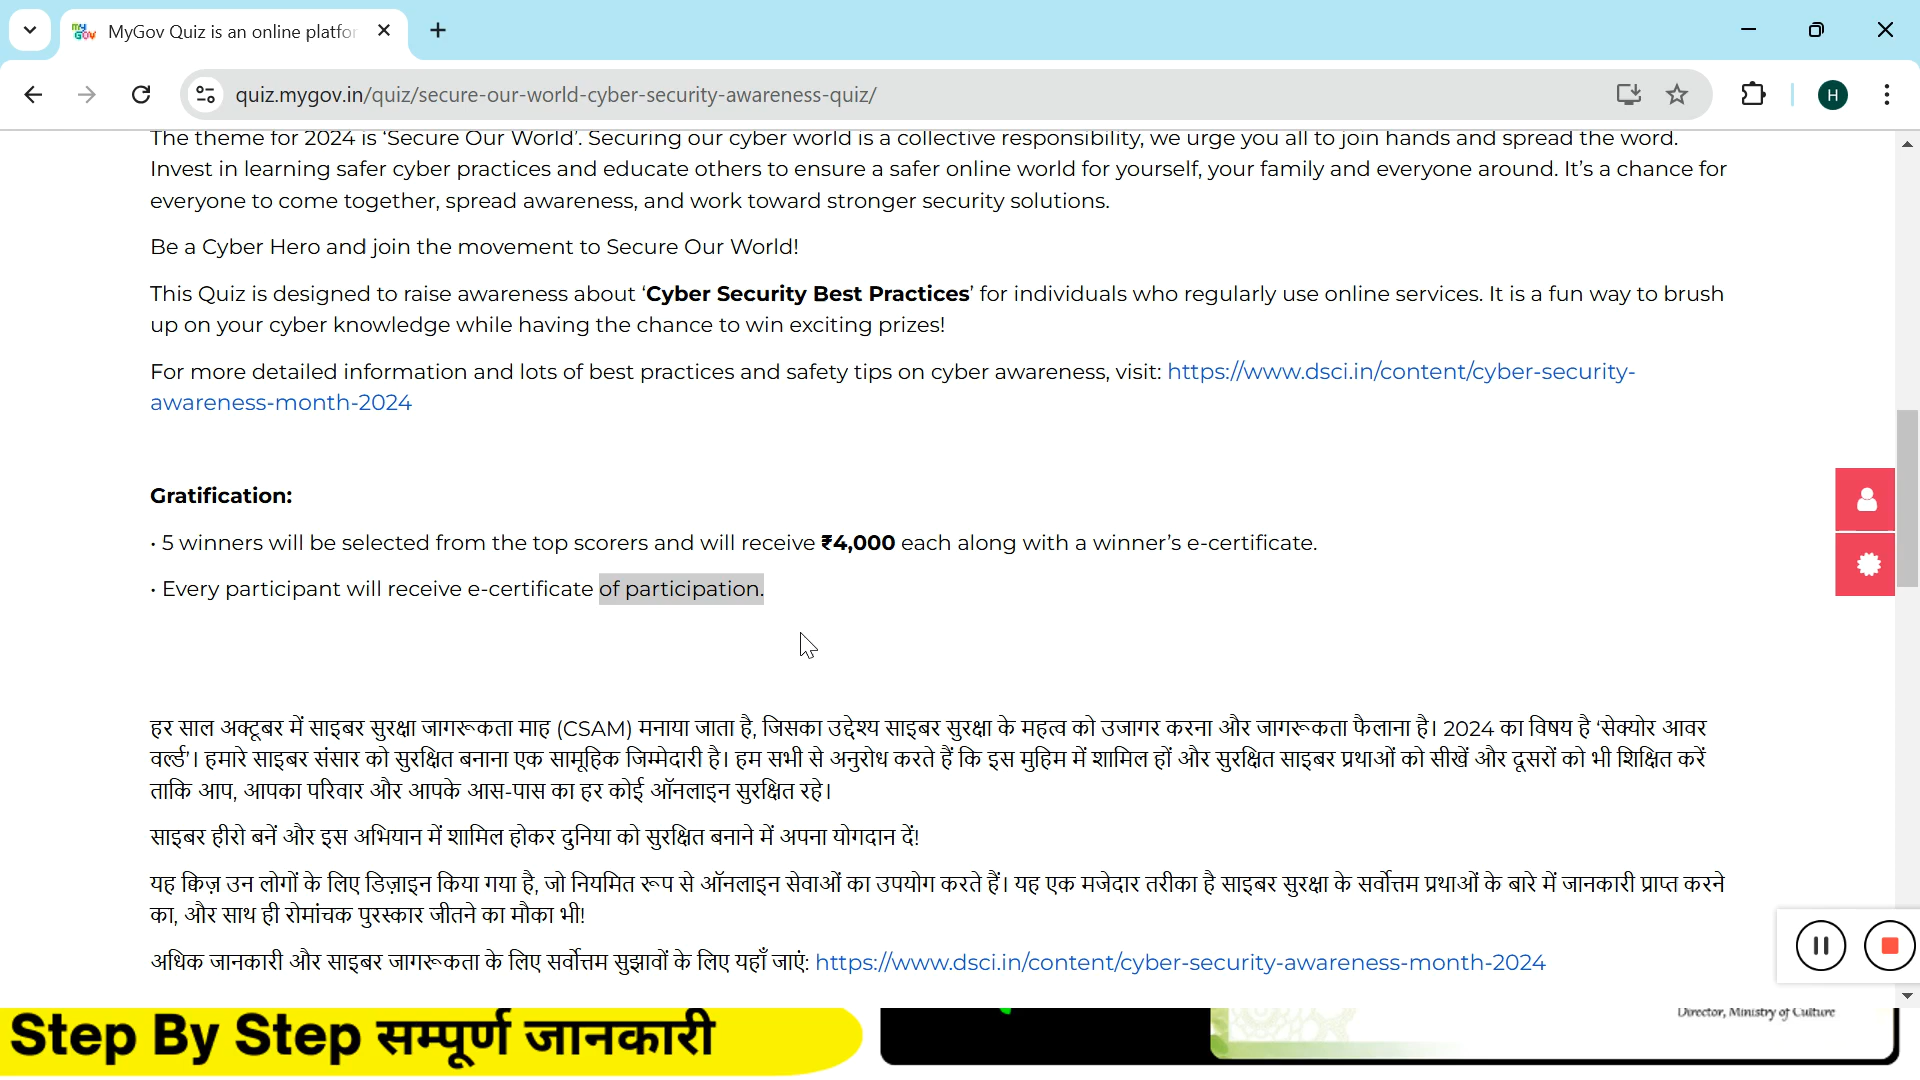 MyGov Quiz is an online platfor
quiz.mygov.in/quiz/secure-our-world-cyber-security-awareness-quiz/
H
The theme for 2024 is ‘Secure Our World’. Securing our cyber world is a collective responsibility, we urge you all to join hands and spread the word.
Invest in learning safer cyber practices and educate others to ensure a safer online world for yourself, your family and everyone around. It’s a chance for
everyone to come together, spread awareness, and work toward stronger security solutions.
Be a Cyber Hero and join the movement to Secure Our World!
This Quiz is designed to raise awareness about ‘Cyber Security Best Practices’ for individuals who regularly use online services. It is a fun way to brush
up on your cyber knowledge while having the chance to win exciting prizes!
For more detailed information and lots of best practices and safety tips on cyber awareness, visit: https://www.dsci.in/content/cyber-security-
awareness-month-2024
Gratification:
• 5 winners will be selected from the top scorers and will receive ₹4,000 each along with a winner’s e-certificate.
• Every participant will receive e-certificate of participation.
हर साल अक्टूबर में साइबर सुरक्षा जागरूकता माह (CSAM) मनाया जाता है, जिसका उद्देश्य साइबर सुरक्षा के महत्व को उजागर करना और जागरूकता फैलाना है। 2024 का विषय है ‘सेक्योर आवर
वर्ल्ड’। हमारे साइबर संसार को सुरक्षित बनाना एक सामूहिक जिम्मेदारी है। हम सभी से अनुरोध करते हैं कि इस मुहिम में शामिल हों और सुरक्षित साइबर प्रथाओं को सीखें और दूसरों को भी शिक्षित करें
ताकि आप, आपका परिवार और आपके आस-पास का हर कोई ऑनलाइन सुरक्षित रहे।
साइबर हीरो बनें और इस अभियान में शामिल होकर दुनिया को सुरक्षित बनाने में अपना योगदान दें!
यह क्विज़ उन लोगों के लिए डिज़ाइन किया गया है, जो नियमित रूप से ऑनलाइन सेवाओं का उपयोग करते हैं। यह एक मजेदार तरीका है साइबर सुरक्षा के सर्वोत्तम प्रथाओं के बारे में जानकारी प्राप्त करने
का, और साथ ही रोमांचक पुरस्कार जीतने का मौका भी!
अधिक जानकारी और साइबर जागरूकता के लिए सर्वोत्तम सुझावों के लिए यहाँ जाएं: https://www.dsci.in/content/cyber-security-awareness-month-2024
Director, Ministry of Culture
Step By Step सम्पूर्ण जानकारी